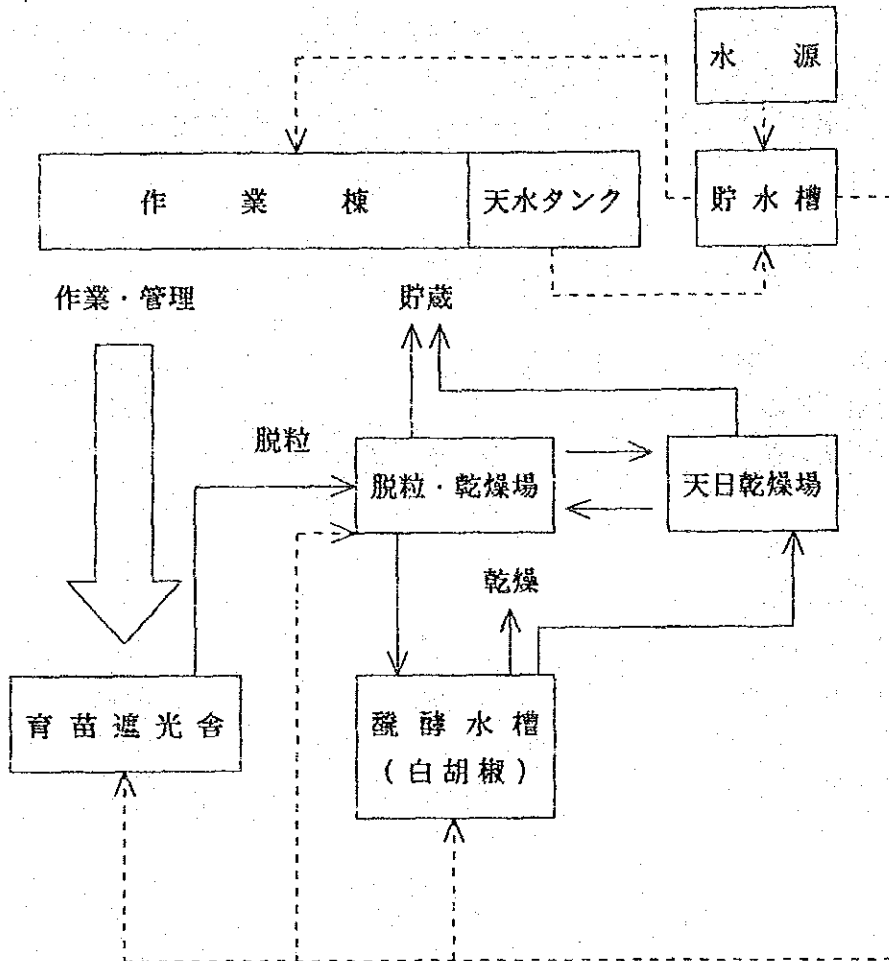 水源
作業棟
天水タンク
貯水槽
作業・管理
貯蔵
脱粒
脱粒・乾燥場
天日乾燥場
乾燥
育苗遮光舎
醗酵水槽
(白胡椒)